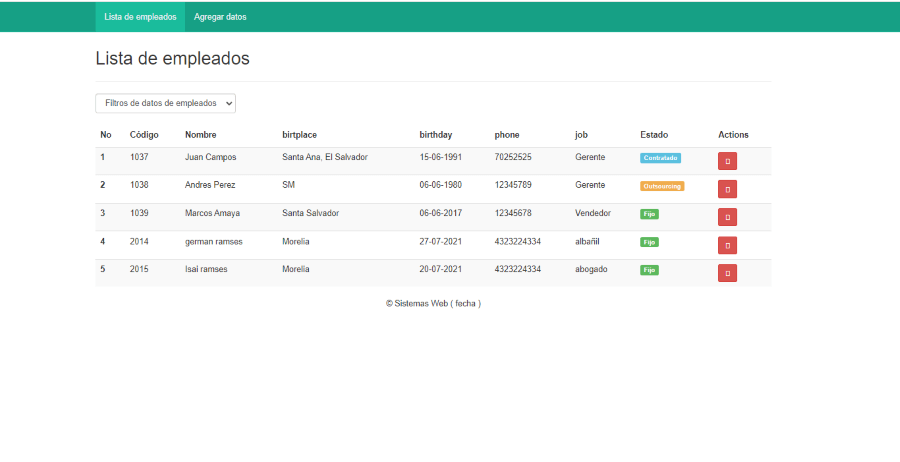 Lista de empleados Agregar datos
Lista de empleados
Filtros de datos de empleados
No Código Nombre birtplace birthday phone job Estado Actions
1 1037 Juan Campos Santa Ana, El Salvador 15-06-1991 70252525 Gerente Contratado
2 1038 Andres Perez SM 06-06-1980 12345789 Gerente Outsourcing
3 1039 Marcos Amaya Santa Salvador 06-06-2017 12345678 Vendedor Fijo
4 2014 german ramses Morelia 27-07-2021 4323224334 albañil Fijo
5 2015 Isai ramses Morelia 20-07-2021 4323224334 abogado Fijo
© Sistemas Web ( fecha )